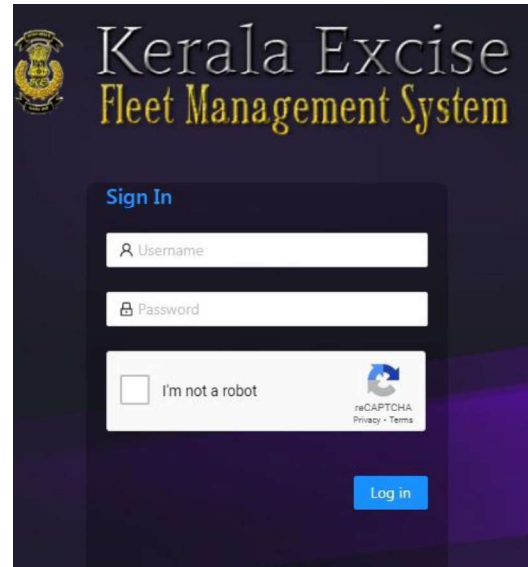 Kerala Excise
Fleet Management System
Sign In
Username
Password
I'm not a robot
reCAPTCHA
Privacy - Terms
Log in